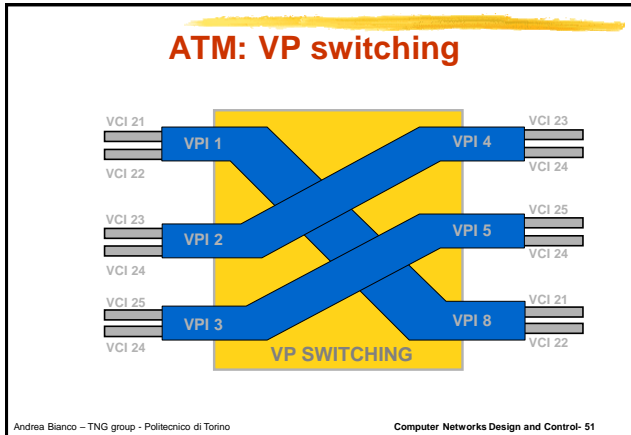 ATM: VP switching
VCI 21
VPI 1
VCI 22
VCI 23
VPI 2
VCI 24
VCI 25
VPI 3
VCI 24
VCI 23
VPI 4
VCI 24
VCI 25
VPI 5
VCI 24
VCI 21
VPI 8
VCI 22
VP SWITCHING
Andrea Bianco – TNG group - Politecnico di Torino
Computer Networks Design and Control- 51